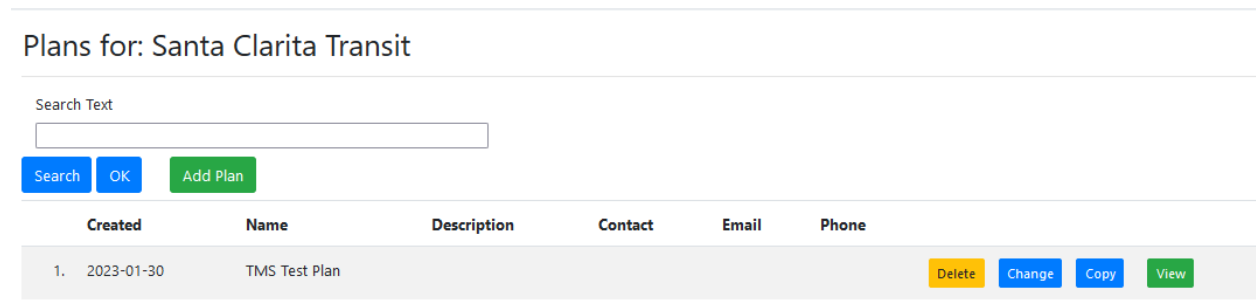 Plans for: Santa Clarita Transit
Search Text
Search OK Add Plan
Created Name Description Contact Email Phone
1. 2023-01-30 TMS Test Plan Delete Change Copy View